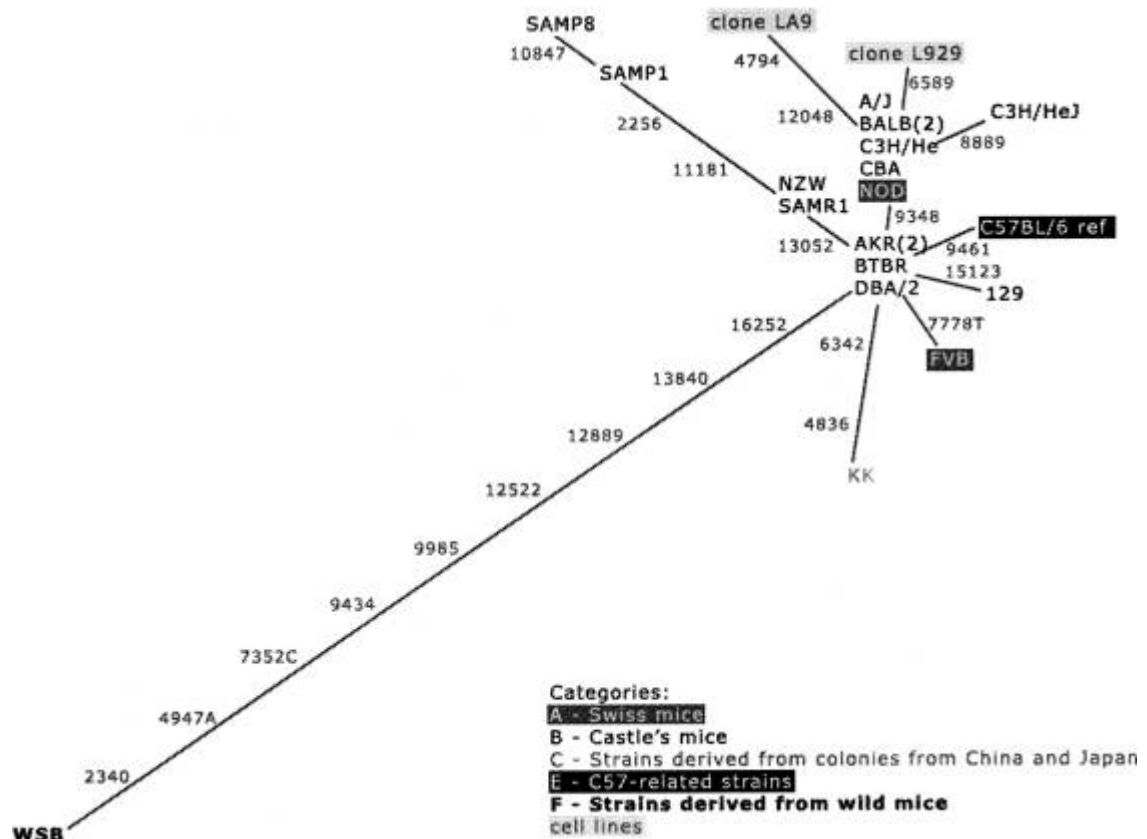 SAMP8
clone LA9
10847
4794
clone L929
SAMP1
6589
A/J
C3H/HeJ
2256
12048
BALB(2)
C3H/He
8889
11181
CBA
NZW
NOD
SAMR1
9348
C57BL/6 ref
13052
AKR(2)
9461
BTBR
15123
DBA/2
129
16252
7778T
6342
FVB
13840
4836
12889
KK
12522
9985
9434
7352C
4947A
2340
WSB
Categories:
A - Swiss mice
B - Castle's mice
C - Strains derived from colonies from China and Japan
E - C57-related strains
F - Strains derived from wild mice
cell lines